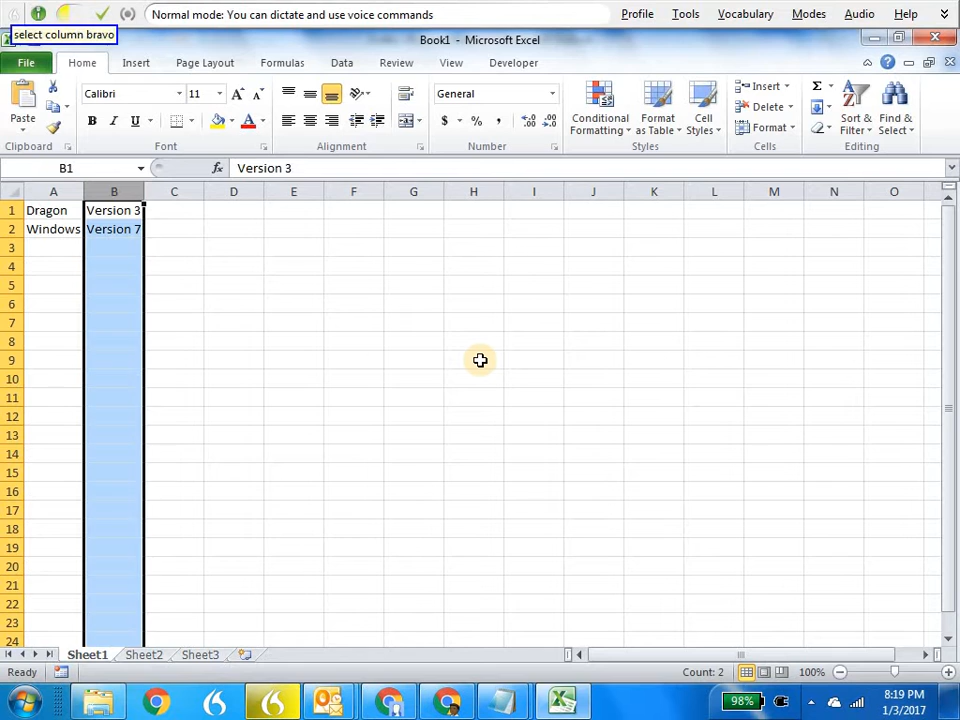 Normal mode: You can dictate and use voice commands
Profile Tools Vocabulary Modes Audio Help
select column bravo
Book1 - Microsoft Excel
File Home Insert Page Layout Formulas Data Review View Developer
Calibri 11 General
Paste
B I U
$ % ,
Conditional Formatting
Format as Table
Cell Styles
Insert
Delete
Format
Sort & Filter
Find & Select
Clipboard Font Alignment Number Styles Cells Editing
B1 fx Version 3
A B C D E F G H I J K L M N O
1 Dragon Version 3
2 Windows Version 7
3
4
5
6
7
8
9
10
11
12
13
14
15
16
17
18
19
20
21
22
23
24
Sheet1 Sheet2 Sheet3
Ready Count: 2 100%
98% 8:19 PM
1/3/2017